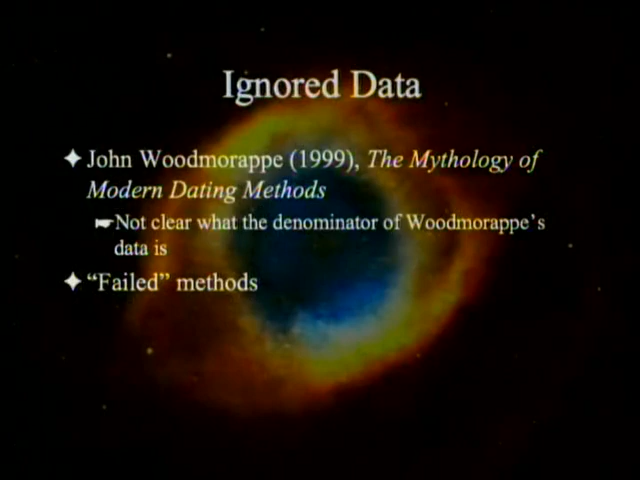 Ignored Data
John Woodmorappe (1999), The Mythology of
Modern Dating Methods
Not clear what the denominator of Woodmorappe's
data is
“Failed” methods